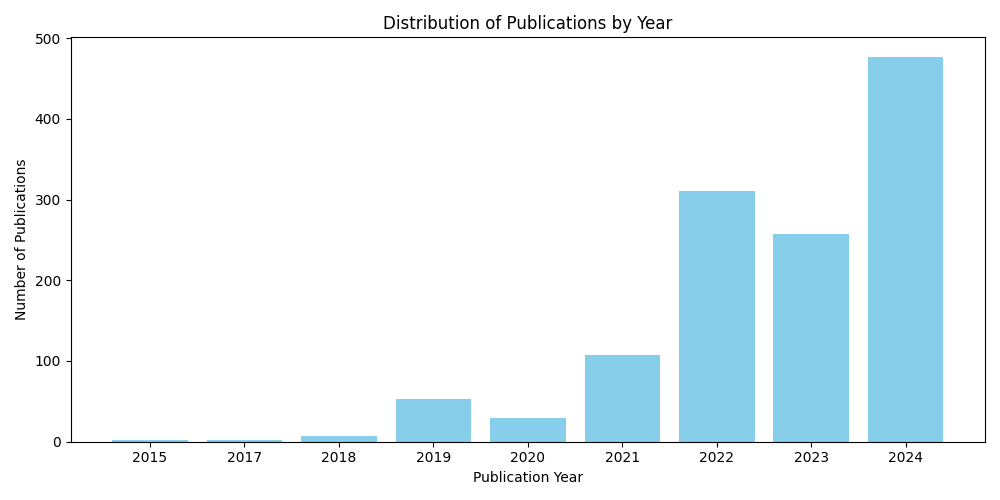 Distribution of Publications by Year
Number of Publications
500
400
300
200
100
0
2015 2017 2018 2019 2020 2021 2022 2023 2024
Publication Year